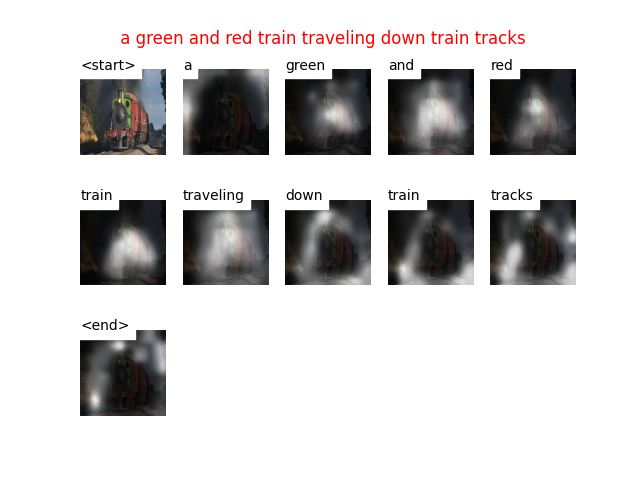 a green and red train traveling down train tracks
<start> a green and red
train traveling down train tracks
<end>